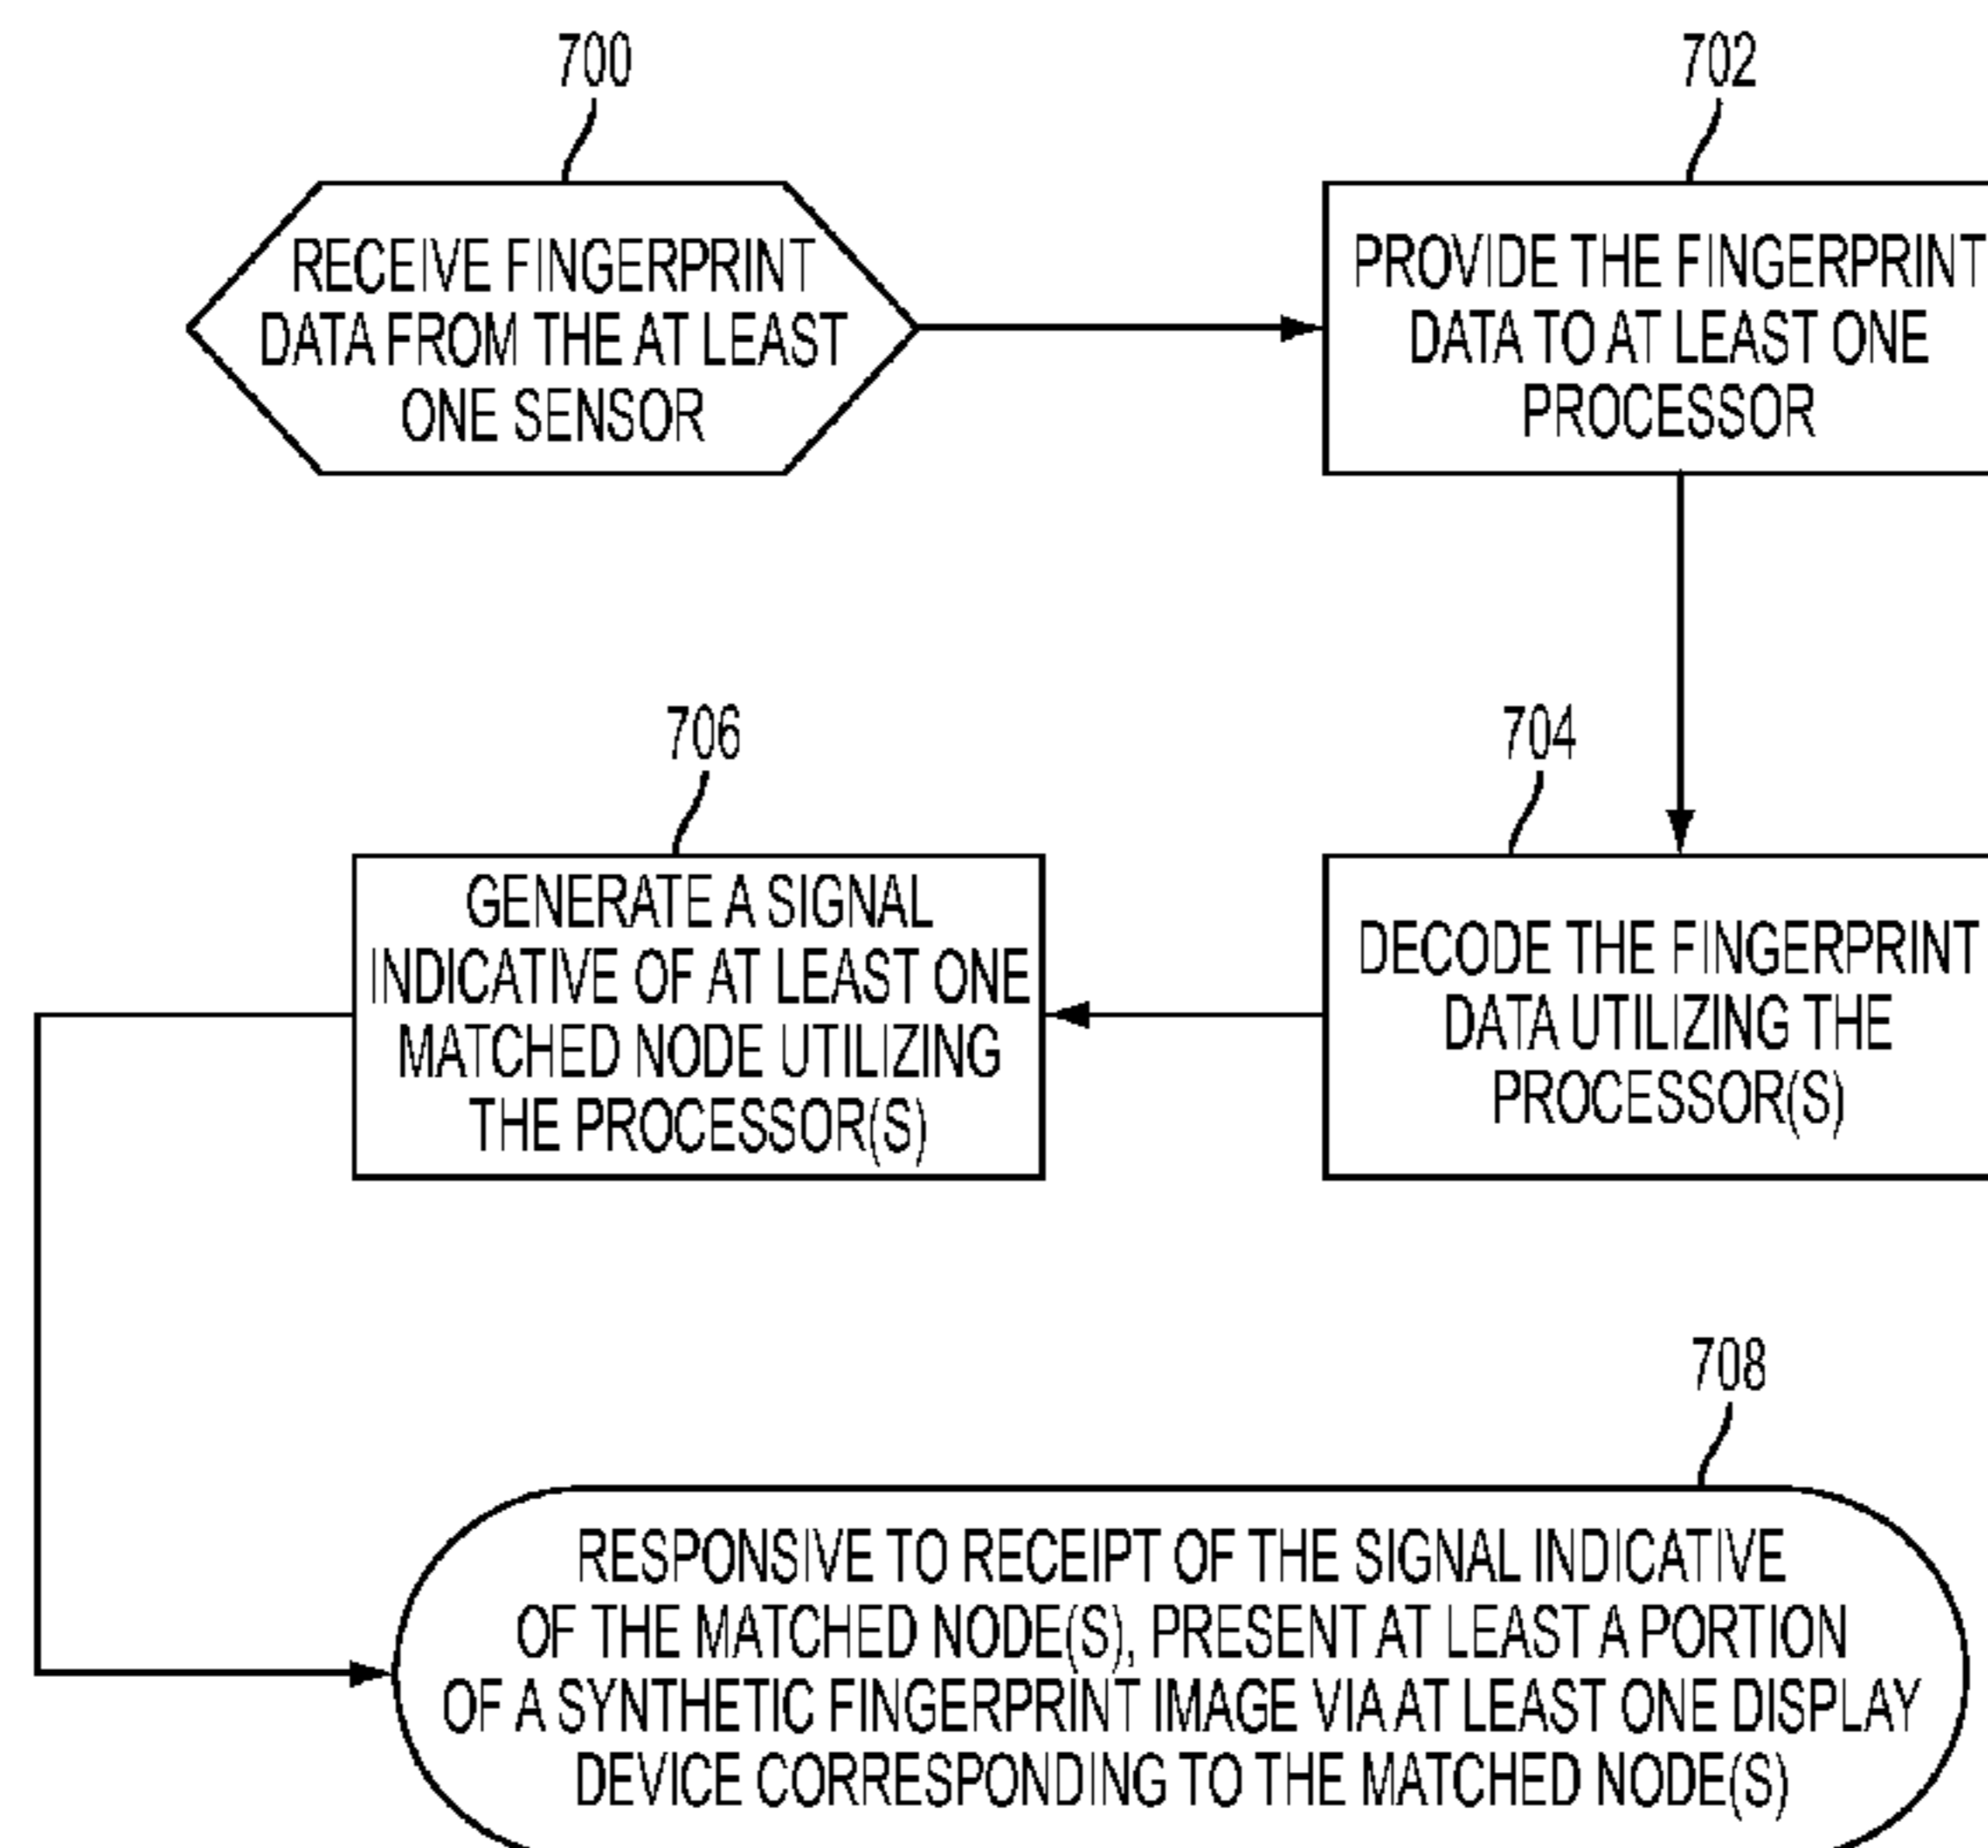 700
RECEIVE FINGERPRINT
DATA FROM THE AT LEAST
ONE SENSOR
702
PROVIDE THE FINGERPRINT
DATA TO AT LEAST ONE
PROCESSOR
704
DECODE THE FINGERPRINT
DATA UTILIZING THE
PROCESSOR(S)
706
GENERATE A SIGNAL
INDICATIVE OF AT LEAST ONE
MATCHED NODE UTILIZING
THE PROCESSOR(S)
708
RESPONSIVE TO RECEIPT OF THE SIGNAL INDICATIVE
OF THE MATCHED NODE(S), PRESENT AT LEAST A PORTION
OF A SYNTHETIC FINGERPRINT IMAGE VIA AT LEAST ONE DISPLAY
DEVICE CORRESPONDING TO THE MATCHED NODE(S)